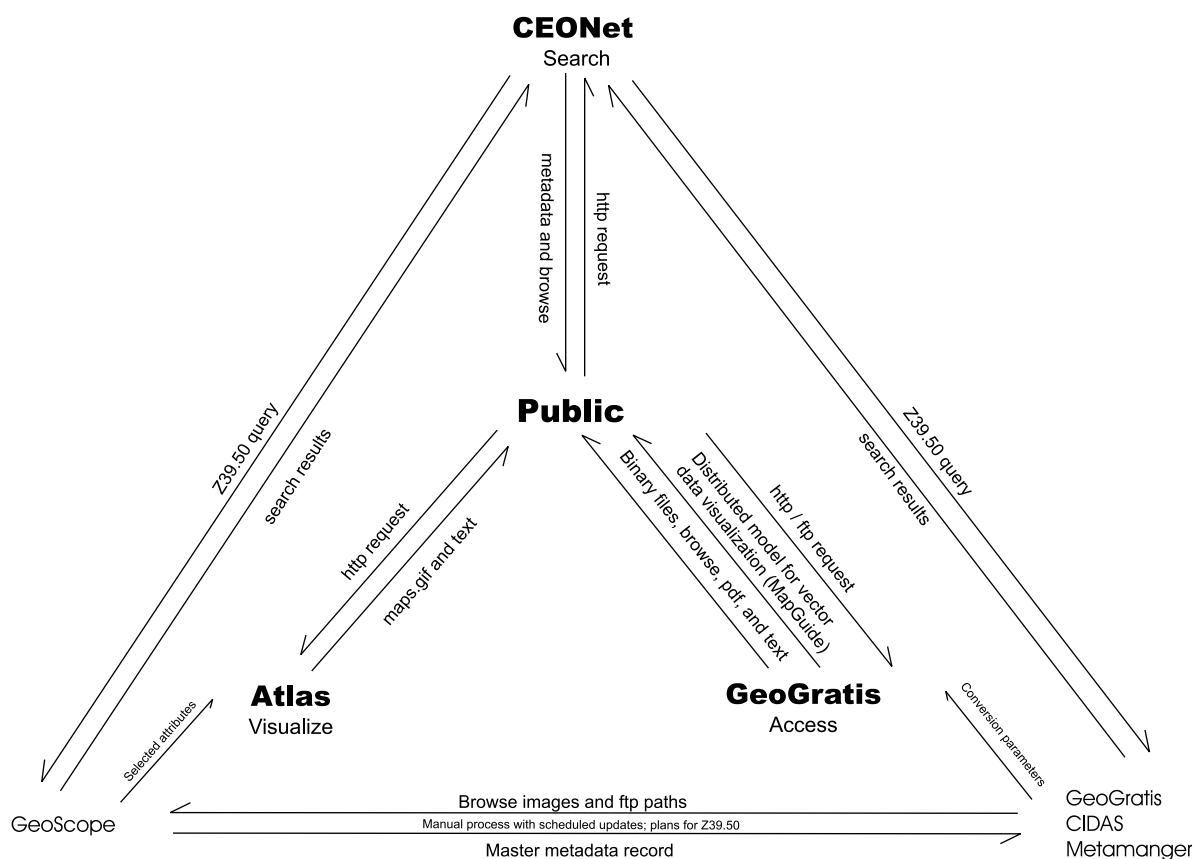 CEONet
Search
metadata and browse
http request
Z39.50 query
search results
Z39.50 query
search results
Public
http request
maps.gif and text
Binary files, browse, pdf, and text
Distributed model for vector
data visualization (MapGuide)
http / ftp request
Atlas
Visualize
GeoGratis
Access
Selected attributes
Conversion parameters
GeoScope
Browse images and ftp paths
Manual process with scheduled updates; plans for Z39.50
Master metadata record
GeoGratis
CIDAS
Metamanger